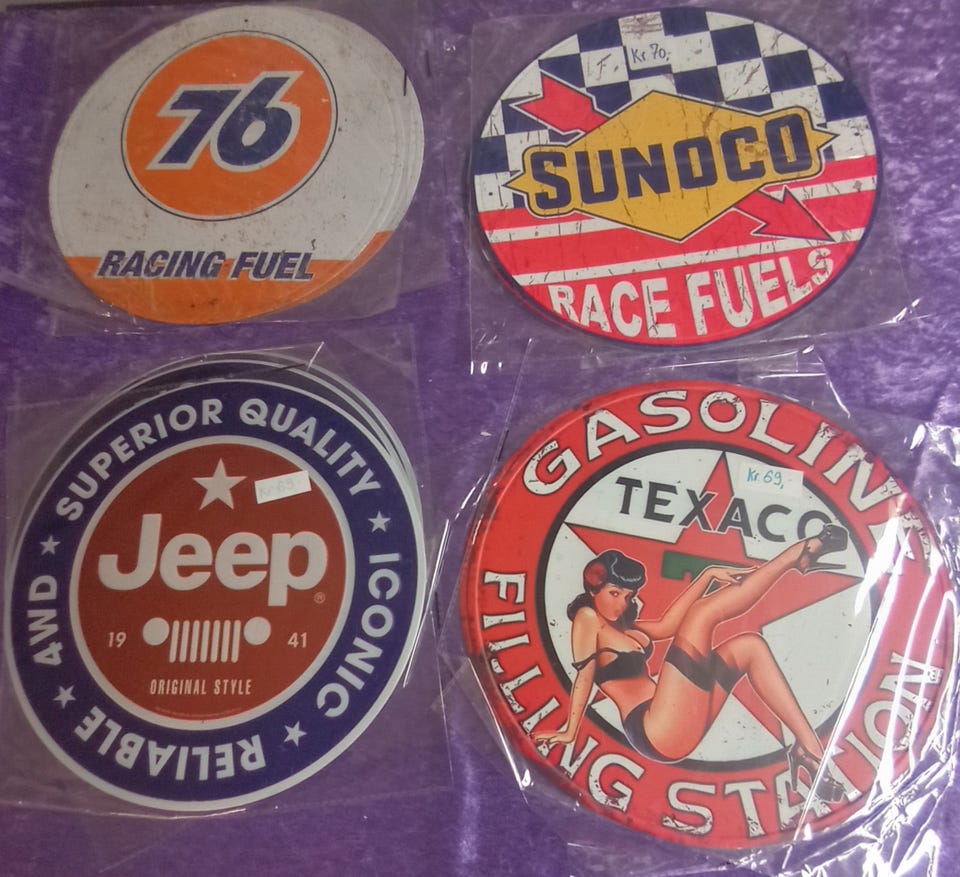 76
RACING FUEL
Kr. 70,-
SUNOCO
RACE FUELS
SUPERIOR QUALITY
ICONIC
RELIABLE
4WD
Kr. 69,-
Jeep®
19 41
ORIGINAL STYLE
GASOLINE
Kr. 69,-
TEXACO
FILLING STATION